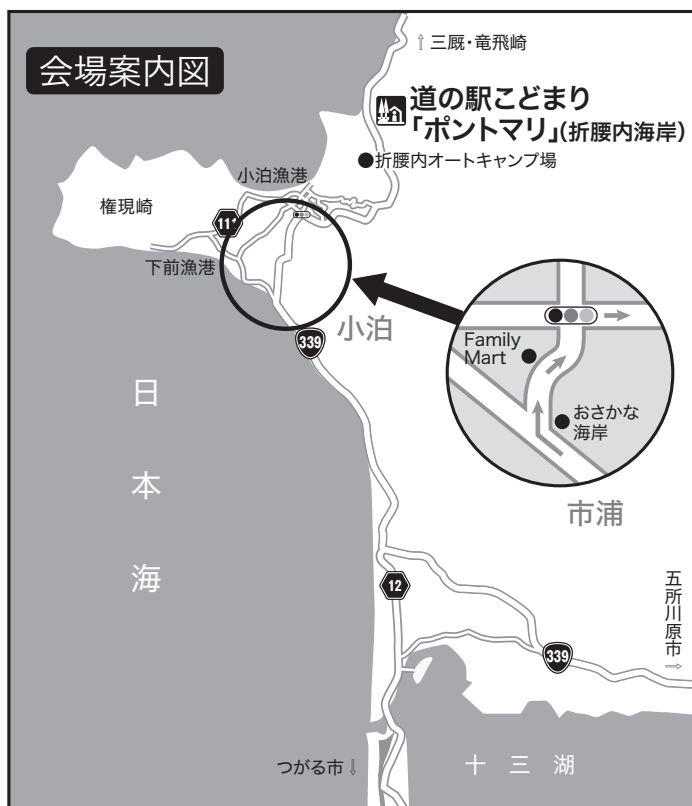 会場案内図
↑ 三厩・竜飛崎
道の駅こどまり
「ポントマリ」(折腰内海岸)
●折腰内オートキャンプ場
小泊漁港
権現崎
下前漁港
小泊
339
Family
Mart
おさかな
海岸
日本海
市浦
12
五所川原市→
339
つがる市↓
十三湖